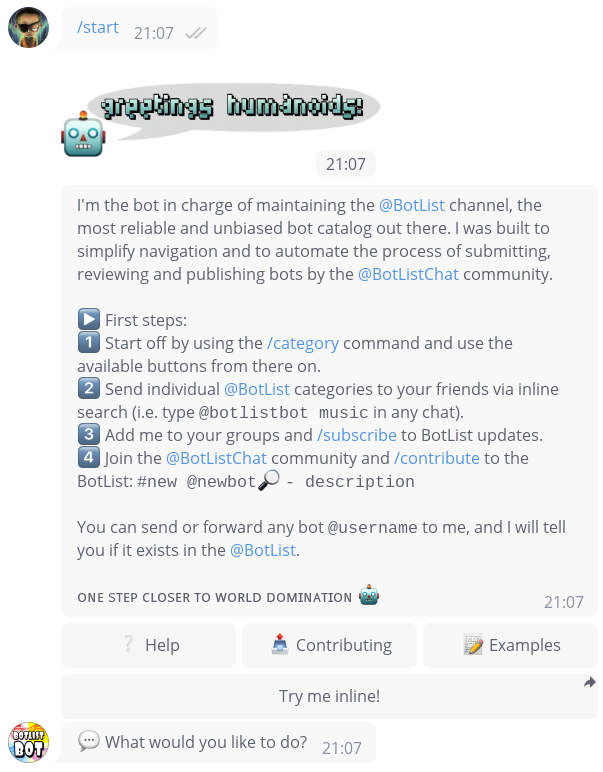 /start 21:07
greetings humanoids!
21:07
I'm the bot in charge of maintaining the @BotList channel, the
most reliable and unbiased bot catalog out there. I was built to
simplify navigation and to automate the process of submitting,
reviewing and publishing bots by the @BotListChat community.
▶️ First steps:
1️⃣ Start off by using the /category command and use the
available buttons from there on.
2️⃣ Send individual @BotList categories to your friends via inline
search (i.e. type @botlistbot music in any chat).
3️⃣ Add me to your groups and /subscribe to BotList updates.
4️⃣ Join the @BotListChat community and /contribute to the
BotList: #new @newbot🔎 - description
You can send or forward any bot @username to me, and I will tell
you if it exists in the @BotList.
ᴏɴᴇ sᴛᴇᴘ ᴄʟᴏsᴇʀ ᴛᴏ ᴡᴏʀʟᴅ ᴅᴏᴍɪɴᴀᴛɪᴏɴ 🤖
21:07
❔ Help
📤 Contributing
📝 Examples
Try me inline!
BOTLIST
BOT
💬 What would you like to do? 21:07